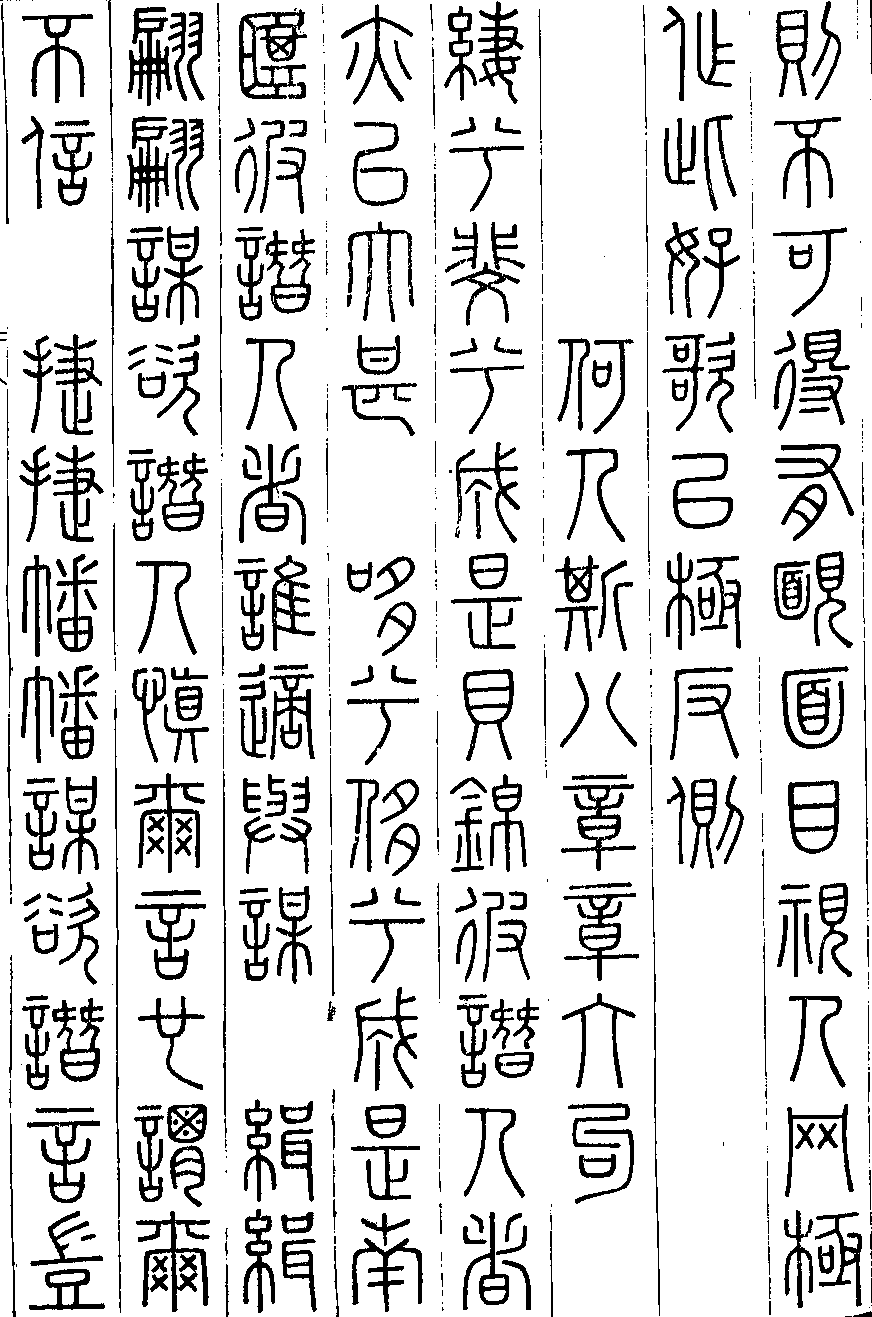 則不可得有靦面目視人罔極
作此好歌以極反側
何人斯八章章六句
緀兮斐兮成是貝錦彼譖人者
亦已大甚　哆兮侈兮成是南
箕彼譖人者誰適與謀　緝緝
翩翩謀欲譖人慎爾言也謂爾
不信　捷捷幡幡謀欲譖言豈